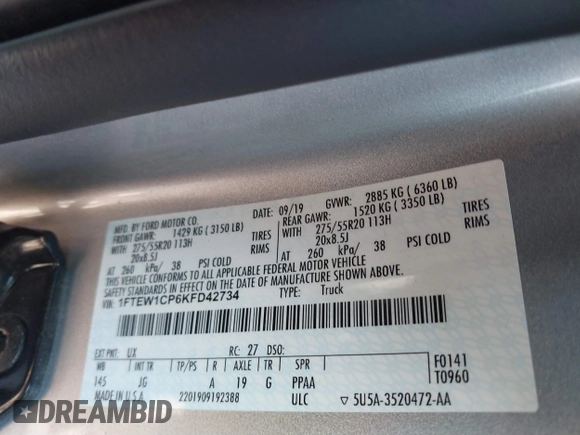 MFD. BY FORD MOTOR CO.
DATE: 09/19 GVWR: 2885 KG ( 6360 LB)
FRONT GAWR: 1429 KG ( 3150 LB) REAR GAWR: 1520 KG ( 3350 LB)
WITH 275/55R20 113H TIRES WITH 275/55R20 113H TIRES
20x8.5J RIMS 20x8.5J RIMS
AT 260 kPa/ 38 PSI COLD AT 260 kPa/ 38 PSI COLD
THIS VEHICLE CONFORMS TO ALL APPLICABLE FEDERAL MOTOR VEHICLE
SAFETY STANDARDS IN EFFECT ON THE DATE OF MANUFACTURE SHOWN ABOVE.
VIN: 1FTEW1CP6KFD42734 TYPE: Truck
EXT PNT: UX RC: 27 DSO:
WB INT TR TP/PS R AXLE TR SPR F0141
145 JG A 19 G PPAA T0960
MADE IN U.S.A. 2201909192388 ULC ▽ 5U5A-3520472-AA
DREAMBID